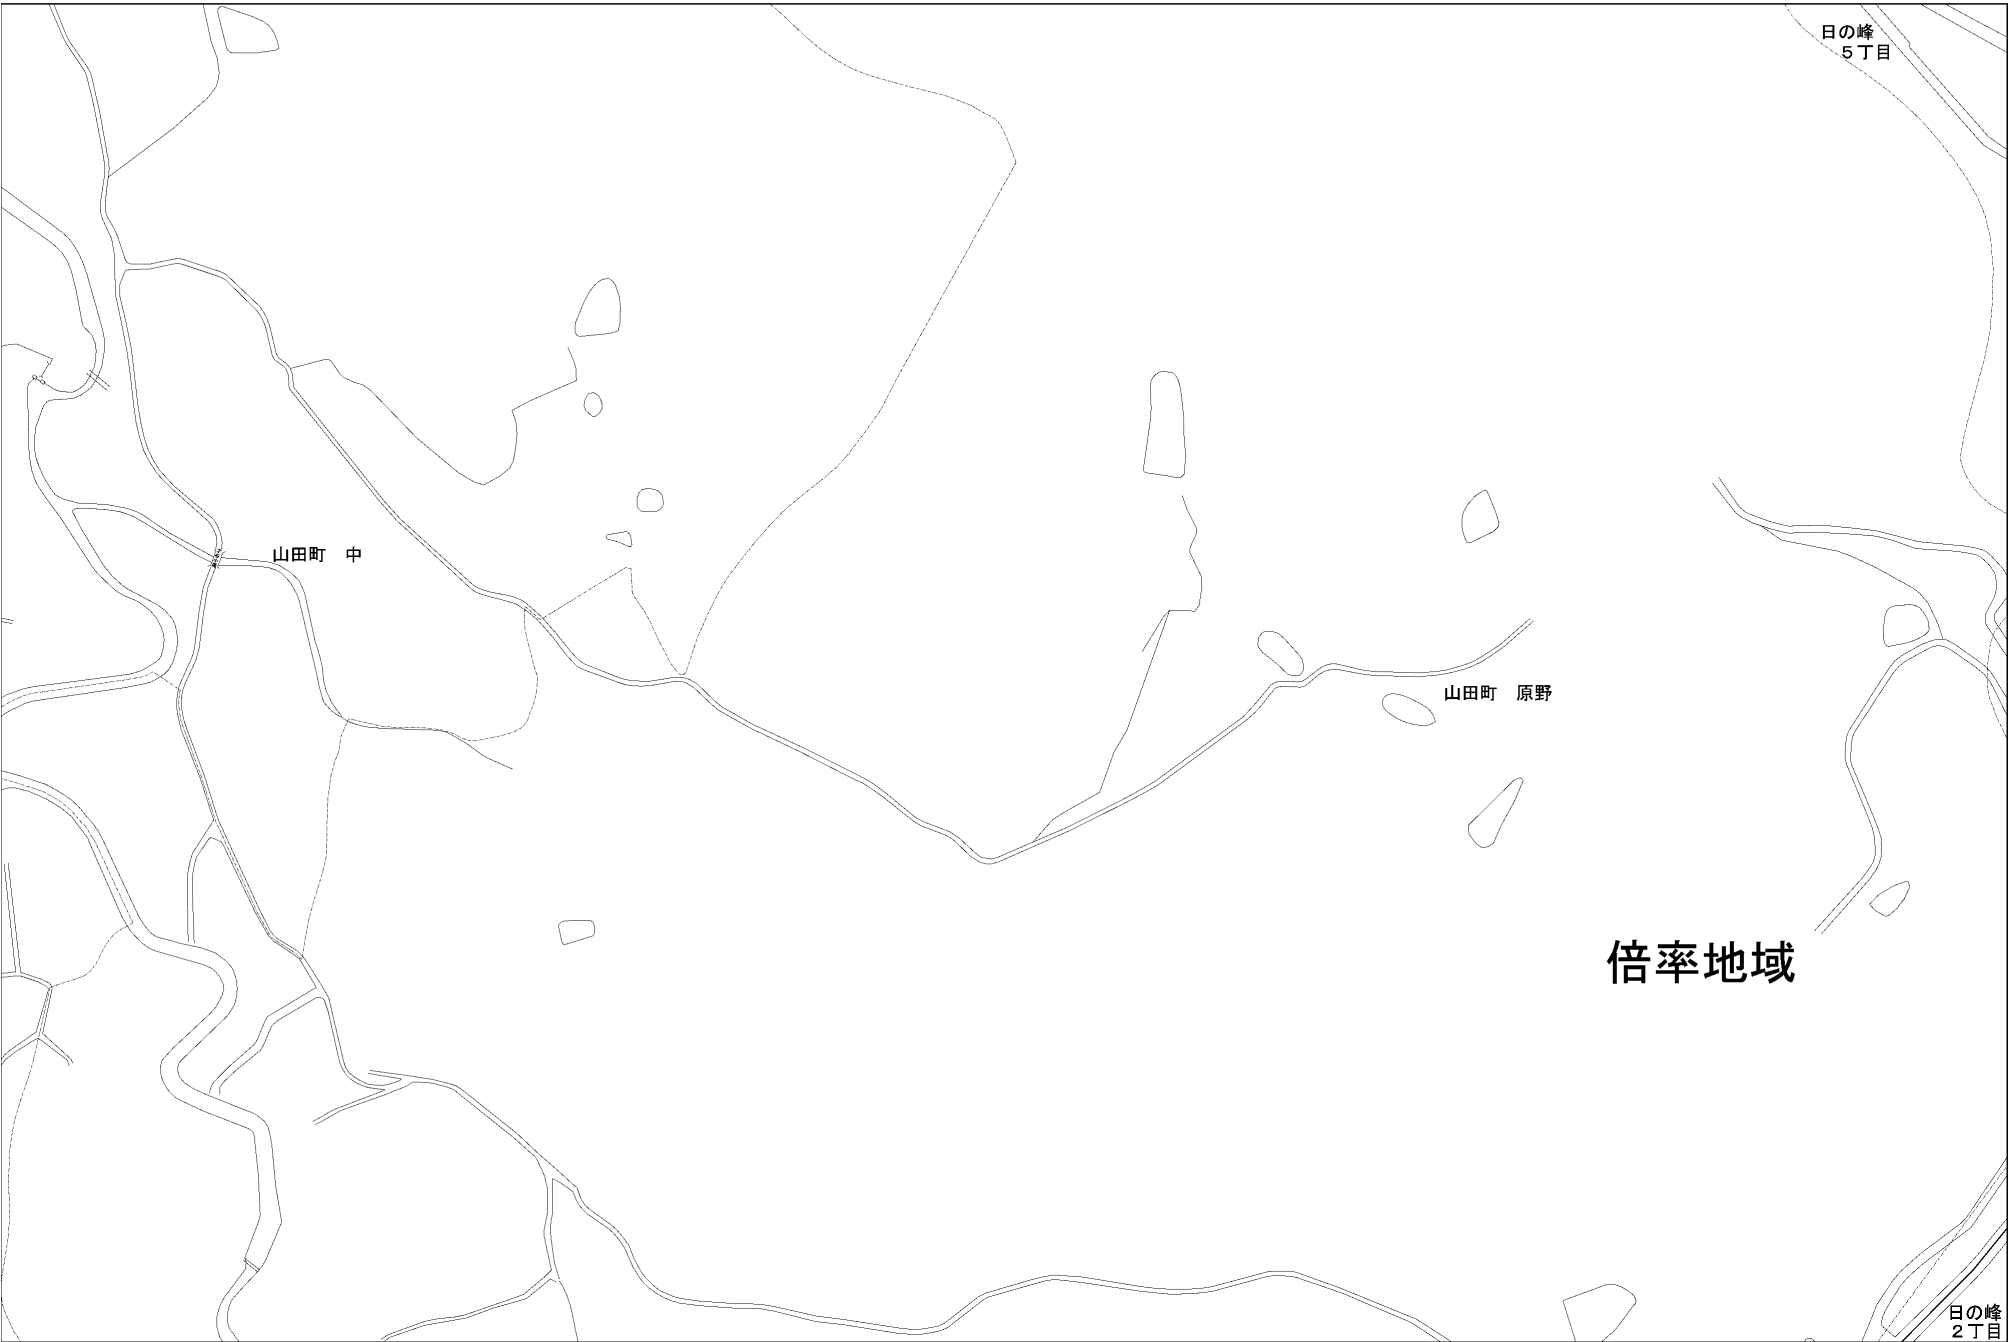 日の峰
５丁目
山田町　中
山田町　原野
倍率地域
日の峰
２丁目